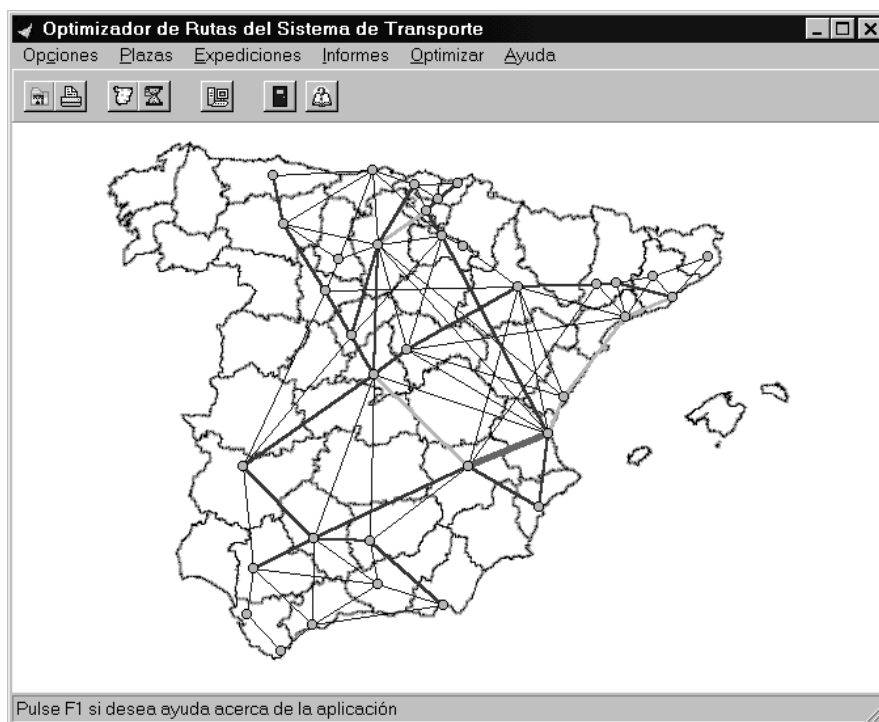 Optimizador de Rutas del Sistema de Transporte
Opciones Plazas Expediciones Informes Optimizar Ayuda
Pulse F1 si desea ayuda acerca de la aplicación